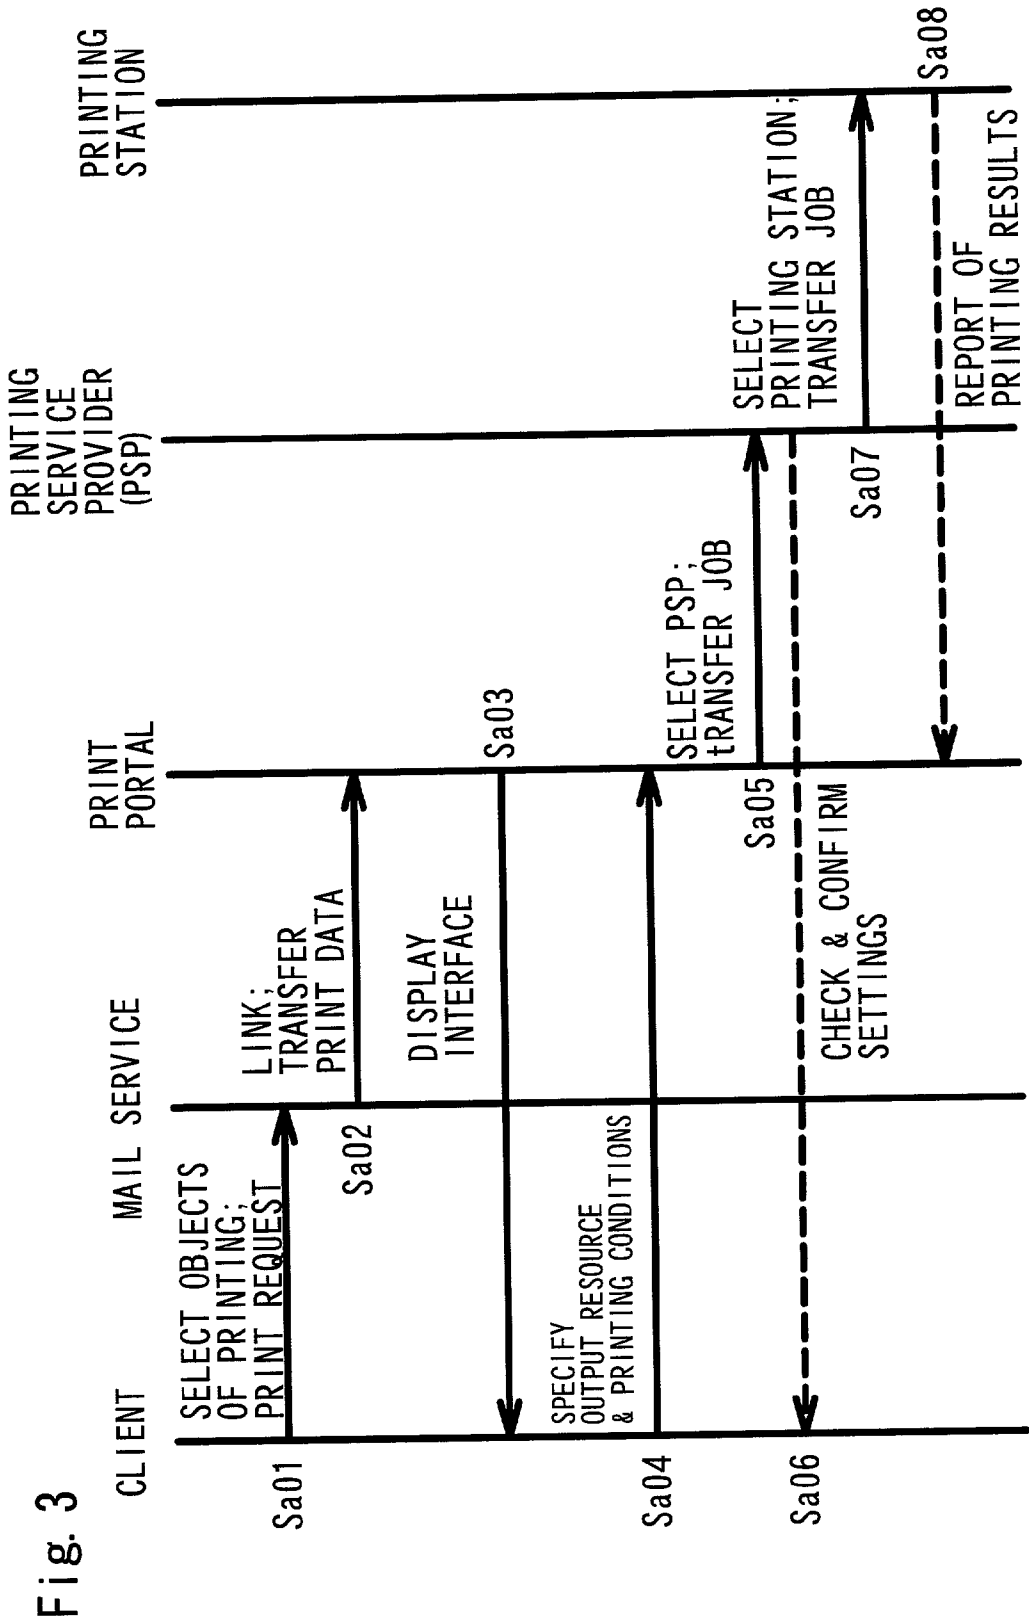 Fig. 3
CLIENT
MAIL SERVICE
PRINT
PORTAL
PRINTING
SERVICE
PROVIDER
(PSP)
PRINTING
STATION
Sa01
SELECT OBJECTS
OF PRINTING;
PRINT REQUEST
Sa02
LINK;
TRANSFER
PRINT DATA
Sa03
DISPLAY
INTERFACE
Sa04
SPECIFY
OUTPUT RESOURCE
& PRINTING CONDITIONS
Sa05
SELECT PSP;
tRANSFER JOB
Sa06
CHECK & CONFIRM
SETTINGS
Sa07
SELECT
PRINTING STATION;
TRANSFER JOB
Sa08
REPORT OF
PRINTING RESULTS